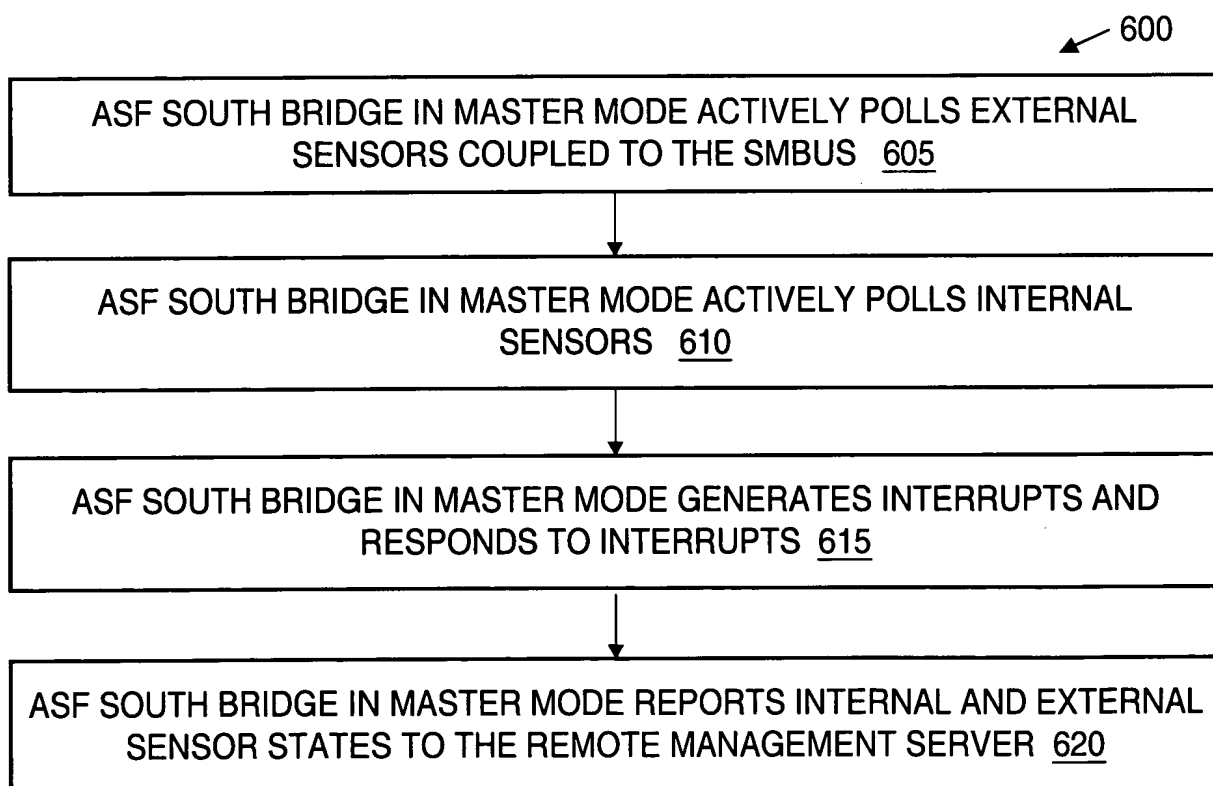 600
ASF SOUTH BRIDGE IN MASTER MODE ACTIVELY POLLS EXTERNAL
SENSORS COUPLED TO THE SMBUS 605
ASF SOUTH BRIDGE IN MASTER MODE ACTIVELY POLLS INTERNAL
SENSORS 610
ASF SOUTH BRIDGE IN MASTER MODE GENERATES INTERRUPTS AND
RESPONDS TO INTERRUPTS 615
ASF SOUTH BRIDGE IN MASTER MODE REPORTS INTERNAL AND EXTERNAL
SENSOR STATES TO THE REMOTE MANAGEMENT SERVER 620